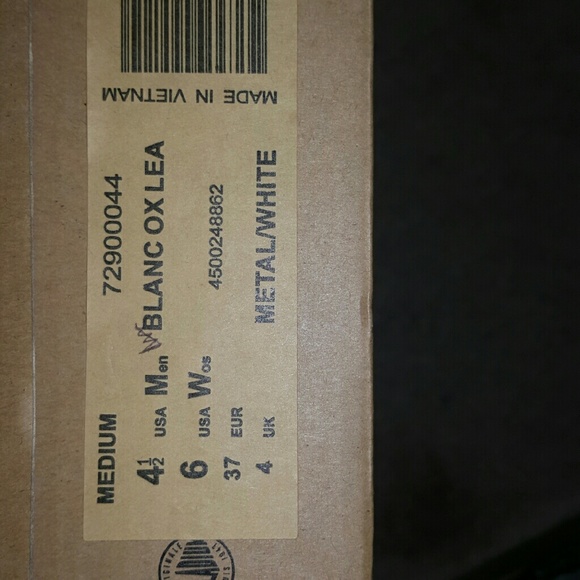 MEDIUM 72900044 MADE IN VIETNAM
4½ USA Men BLANC OX LEA
6 USA Wos 4500248862
37 EUR
4 UK METAL/WHITE